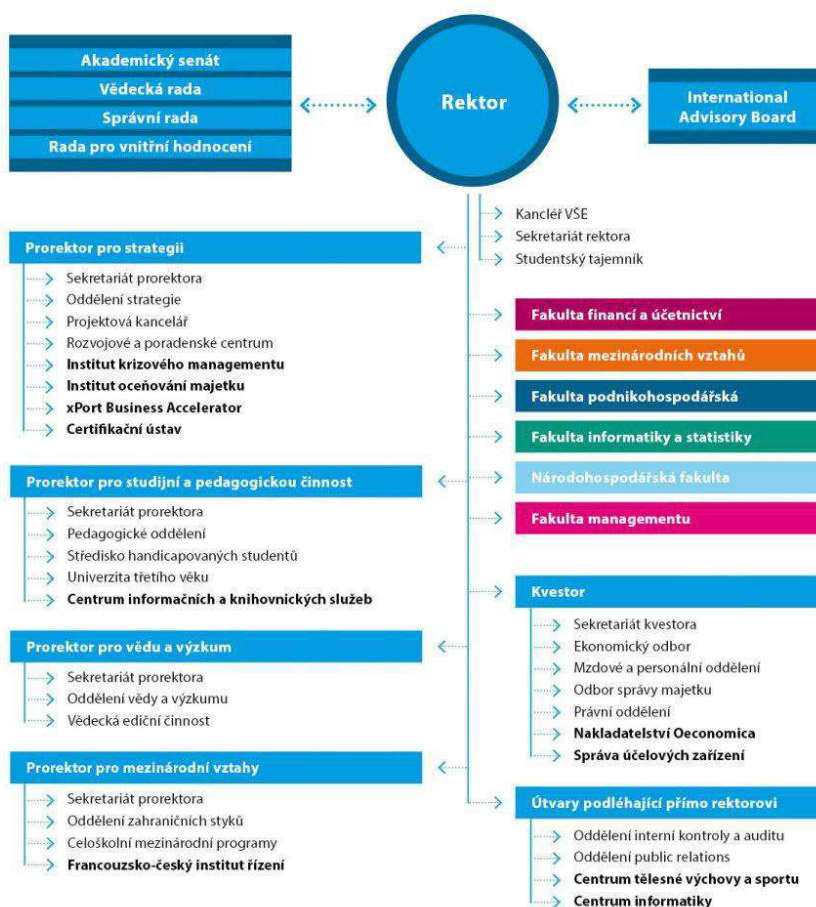 Akademický senát
Vědecká rada
Správní rada
Rada pro vnitřní hodnocení
Rektor
International
Advisory Board
Kancléř VŠE
Sekretariát rektora
Studentský tajemník
Prorektor pro strategii
Sekretariát prorektora
Oddělení strategie
Projektová kancelář
Rozvojové a poradenské centrum
Institut krizového managementu
Institut oceňování majetku
xPort Business Accelerator
Certifikační ústav
Prorektor pro studijní a pedagogickou činnost
Sekretariát prorektora
Pedagogické oddělení
Středisko handicapovaných studentů
Univerzita třetího věku
Centrum informačních a knihovnických služeb
Prorektor pro vědu a výzkum
Sekretariát prorektora
Oddělení vědy a výzkumu
Vědecká ediční činnost
Prorektor pro mezinárodní vztahy
Sekretariát prorektora
Oddělení zahraničních styků
Celoškolní mezinárodní programy
Francouzsko-český institut řízení
Fakulta financí a účetnictví
Fakulta mezinárodních vztahů
Fakulta podnikohospodářská
Fakulta informatiky a statistiky
Národohospodářská fakulta
Fakulta managementu
Kvestor
Sekretariát kvestora
Ekonomický odbor
Mzdové a personální oddělení
Odbor správy majetku
Právní oddělení
Nakladatelství Oeconomica
Správa účelových zařízení
Útvary podléhající přímo rektorovi
Oddělení interní kontroly a auditu
Oddělení public relations
Centrum tělesné výchovy a sportu
Centrum informatiky